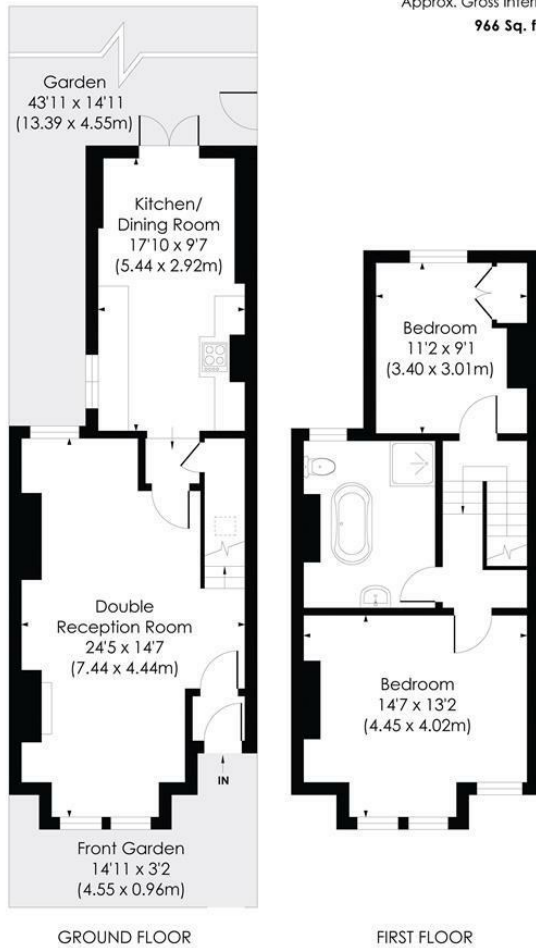 Approx. Gross
966 Sq.
Garden
43'11 x 14'11
(13.39 x 4.55m)
Kitchen/
Dining Room
17'10 x 9'7
(5.44 x 2.92m)
Double
Reception Room
24'5 x 14'7
(7.44 x 4.44m)
IN
Front Garden
14'11 x 3'2
(4.55 x 0.96m)
GROUND FLOOR
Bedroom
11'2 x 9'1
(3.40 x 3.01m)
Bedroom
14'7 x 13'2
(4.45 x 4.02m)
FIRST FLOOR